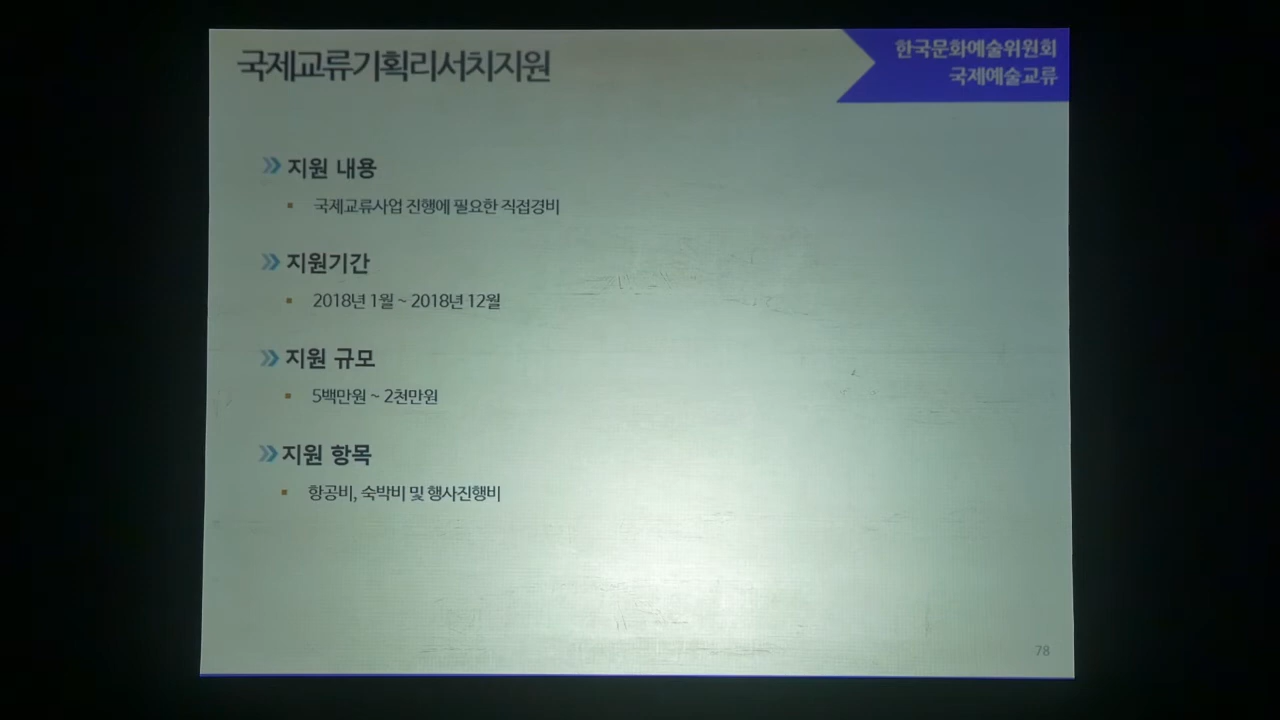 국제교류기획리서치지원
한국문화예술위원회
국제예술교류
지원 내용
국제교류사업 진행에 필요한 직접경비
지원기간
2018년 1월 ~ 2018년 12월
지원 규모
5백만원 ~ 2천만원
지원 항목
항공비, 숙박비 및 행사진행비
78